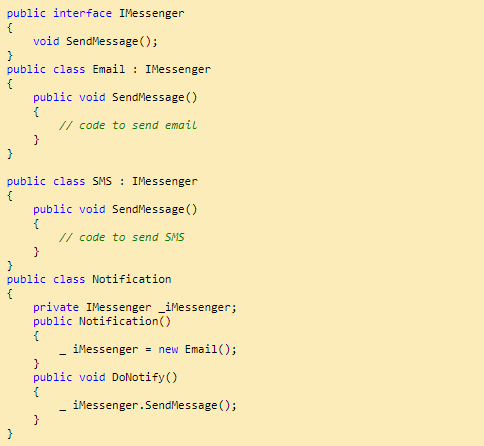 public interface IMessenger
{
    void SendMessage();
}
public class Email : IMessenger
{
    public void SendMessage()
    {
        // code to send email
    }
}

public class SMS : IMessenger
{
    public void SendMessage()
    {
        // code to send SMS
    }
}
public class Notification
{
    private IMessenger _iMessenger;
    public Notification()
    {
        _ iMessenger = new Email();
    }
    public void DoNotify()
    {
        _ iMessenger.SendMessage();
    }
}